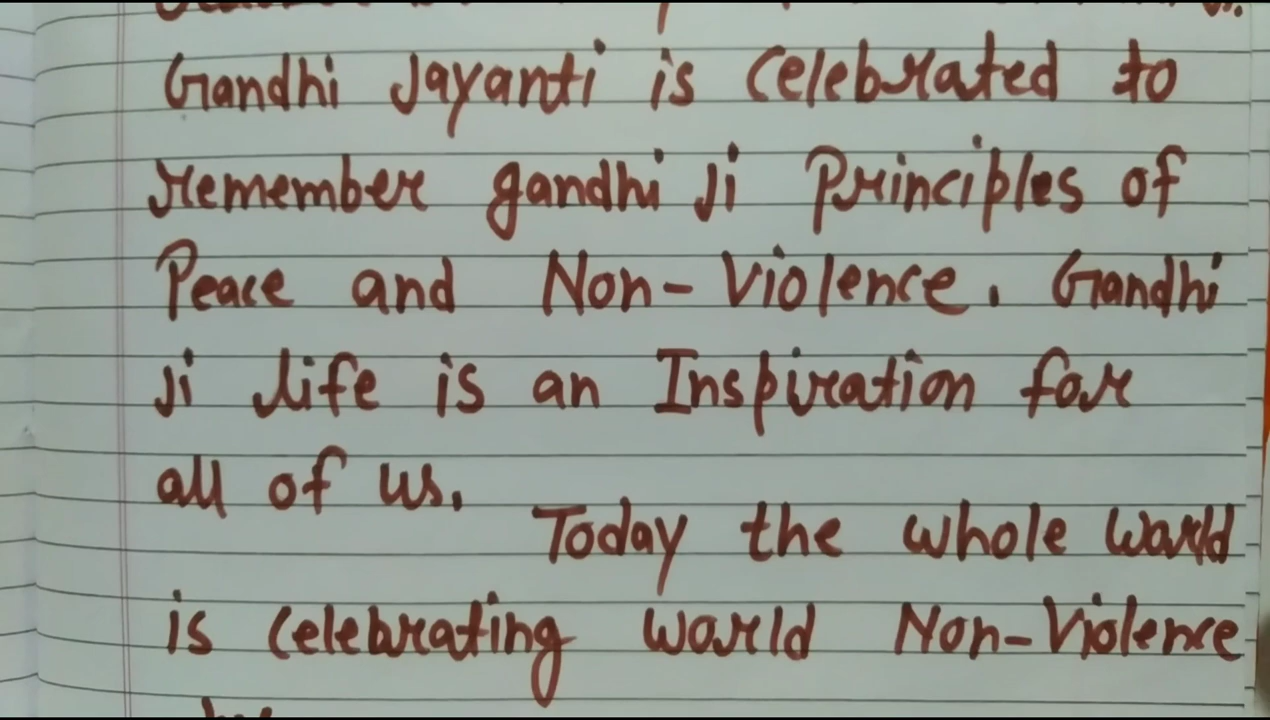 Gandhi Jayanti is Celebrated to
remember gandhi Ji Principles of
Peace and Non-Violence. Gandhi
Ji life is an Inspiration for
all of us.
Today the whole world
is Celebrating world Non-Violence